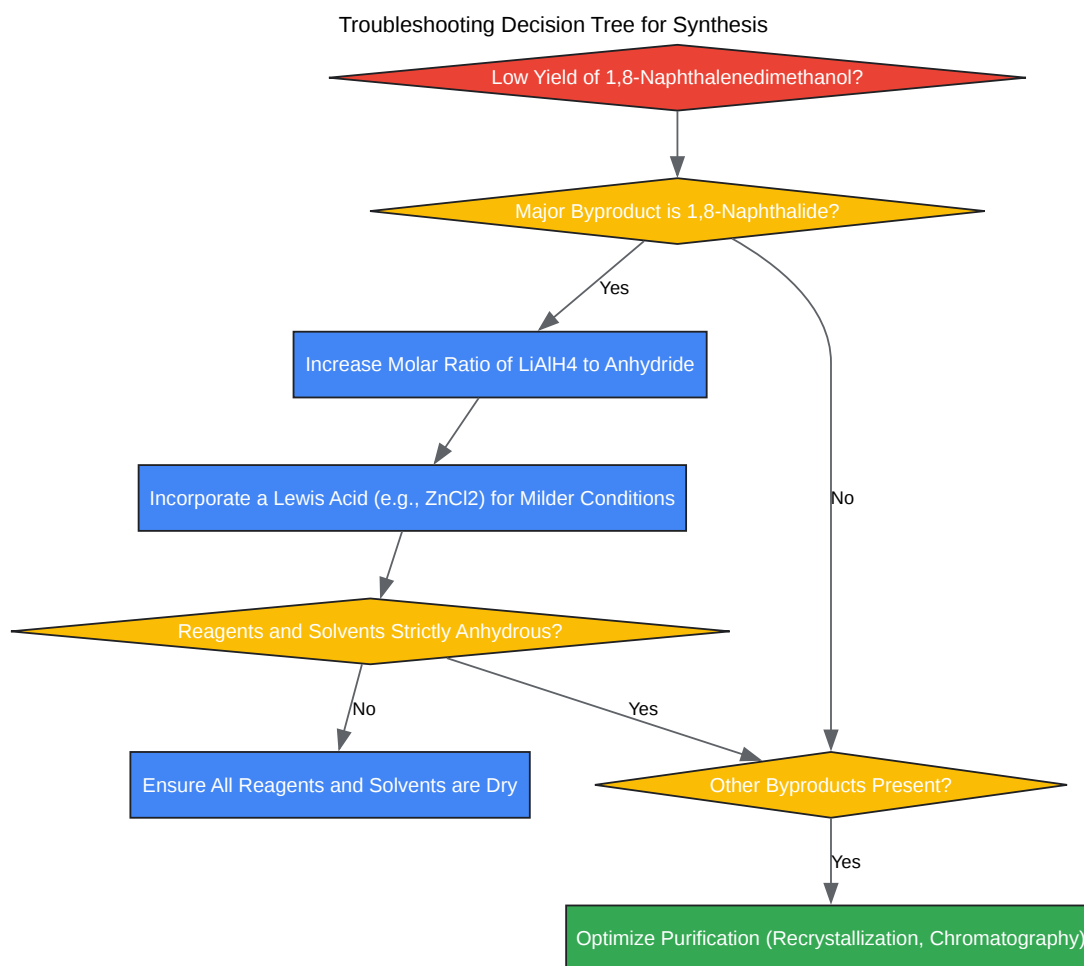 Troubleshooting Decision Tree for Synthesis
Low Yield of 1,8-Naphthalenedimethanol?
Major Byproduct is 1,8-Naphthalide?
Yes
Increase Molar Ratio of LiAlH4 to Anhydride
Incorporate a Lewis Acid (e.g., ZnCl2) for Milder Conditions
No
Reagents and Solvents Strictly Anhydrous?
No
Yes
Ensure All Reagents and Solvents are Dry
Other Byproducts Present?
Yes
Optimize Purification (Recrystallization, Chromatography)